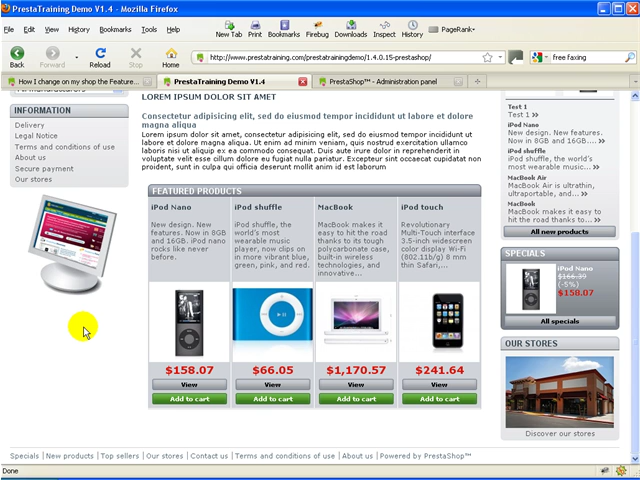 PrestaTraining Demo V1.4 - Mozilla Firefox
File Edit View History Bookmarks Tools Help
New Tab Print Bookmarks Firebug Downloads Inspect History PageRank
Back Forward Reload Stop Home
http://www.prestatraining.com/prestatrainingdemo/1.4.0.15-prestashop/
free faxing
How I change on my shop the Feature...
PrestaTraining Demo V1.4
PrestaShop™ - Administration panel
INFORMATION
Delivery
Legal Notice
Terms and conditions of use
About us
Secure payment
Our stores
LOREM IPSUM DOLOR SIT AMET
Consectetur adipisicing elit, sed do eiusmod tempor incididunt ut labore et dolore
magna aliqua
Lorem ipsum dolor sit amet, consectetur adipisicing elit, sed do eiusmod tempor incididunt ut
labore et dolore magna aliqua. Ut enim ad minim veniam, quis nostrud exercitation ullamco
laboris nisi ut aliquip ex ea commodo consequat. Duis aute irure dolor in reprehenderit in
voluptate velit esse cillum dolore eu fugiat nulla pariatur. Excepteur sint occaecat cupidatat non
proident, sunt in culpa qui officia deserunt mollit anim id est laborum
FEATURED PRODUCTS
iPod Nano
New design. New
features. Now in 8GB
and 16GB. iPod nano
rocks like never
before.
$158.07
View
Add to cart
iPod shuffle
iPod shuffle, the
world's most
wearable music
player, now clips on
in more vibrant blue,
green, pink, and red.
$66.05
View
Add to cart
MacBook
MacBook makes it
easy to hit the road
thanks to its tough
polycarbonate case,
built-in wireless
technologies, and
innovative...
$1,170.57
View
Add to cart
iPod touch
Revolutionary
Multi-Touch interface
3.5-inch widescreen
color display Wi-Fi
(802.11b/g) 8 mm
thin Safari,...
$241.64
View
Add to cart
Test 1
Test 1 »
iPod Nano
New design. New features.
Now in 8GB and 16GB.... »
iPod shuffle
iPod shuffle, the world's
most wearable music... »
MacBook Air
MacBook Air is ultrathin,
ultraportable, and... »
MacBook
MacBook makes it easy to
hit the road thanks to... »
All new products
SPECIALS
iPod Nano
$166.39
(-5%)
$158.07
All specials
OUR STORES
Discover our stores
Specials | New products | Top sellers | Our stores | Contact us | Terms and conditions of use | About us | Powered by PrestaShop™
Done